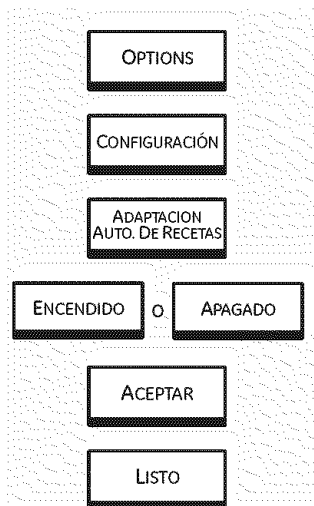 OPTIONS
CONFIGURACIÓN
ADAPTACION
AUTO. DE RECETAS
ENCENDIDO O APAGADO
ACEPTAR
LISTO